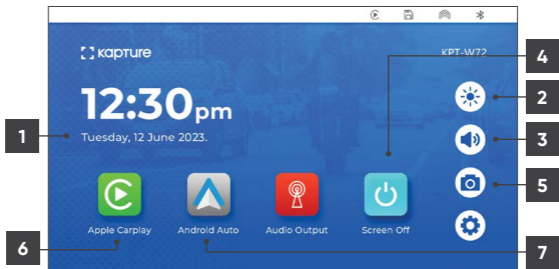 kapture
KPT-W72
12:30pm
Tuesday, 12 June 2023.
Apple Carplay
Android Auto
Audio Output
Screen Off
1
2
3
4
5
6
7